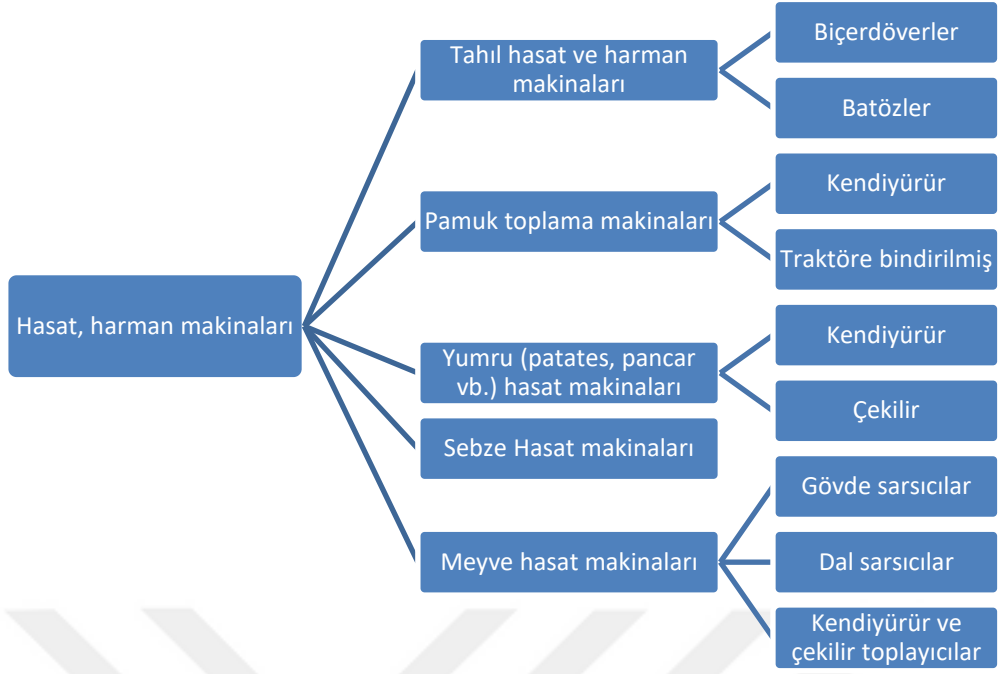 Hasat, harman makinaları
Tahıl hasat ve harman
makinaları
Biçerdöverler
Batözler
Pamuk toplama makinaları
Kendiyürür
Traktöre bindirilmiş
Yumru (patates, pancar
vb.) hasat makinaları
Kendiyürür
Çekilir
Sebze Hasat makinaları
Meyve hasat makinaları
Gövde sarsıcılar
Dal sarsıcılar
Kendiyürür ve
çekilir toplayıcılar